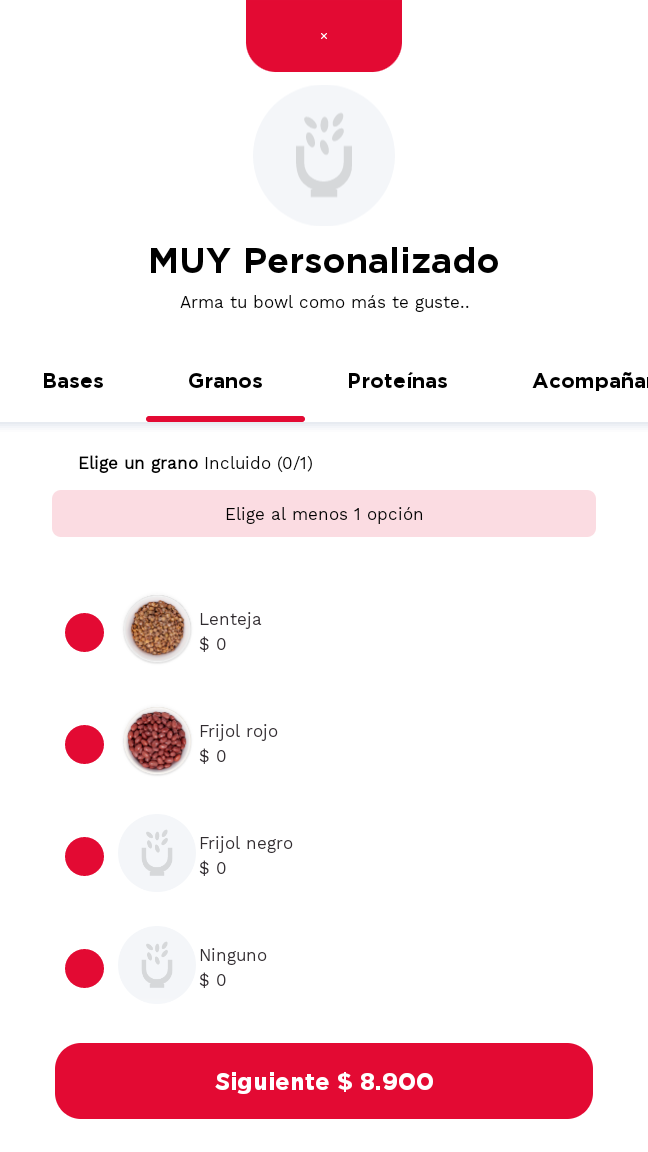 ×
MUY Personalizado
Arma tu bowl como más te guste..
Bases Granos Proteínas Acompaña
Elige un grano Incluido (0/1)
Elige al menos 1 opción
Lenteja
$ 0
Frijol rojo
$ 0
Frijol negro
$ 0
Ninguno
$ 0
Siguiente $ 8.900